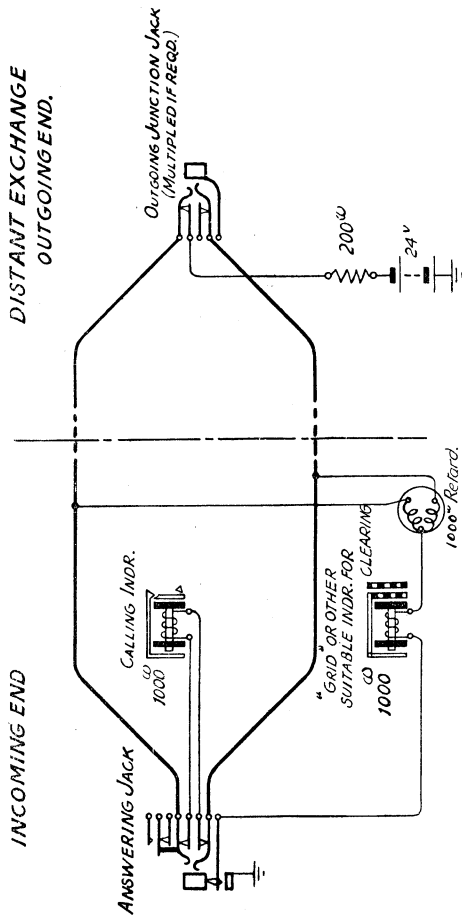 INCOMING END
DISTANT EXCHANGE
OUTGOING END.
ANSWERING JACK
CALLING INDR.
1000 ω
OUTGOING JUNCTION JACK
(MULTIPLED IF REQD.)
"GRID" OR OTHER
SUITABLE INDR. FOR CLEARING
1000 ω
1000ω Retard.
200ω
24v